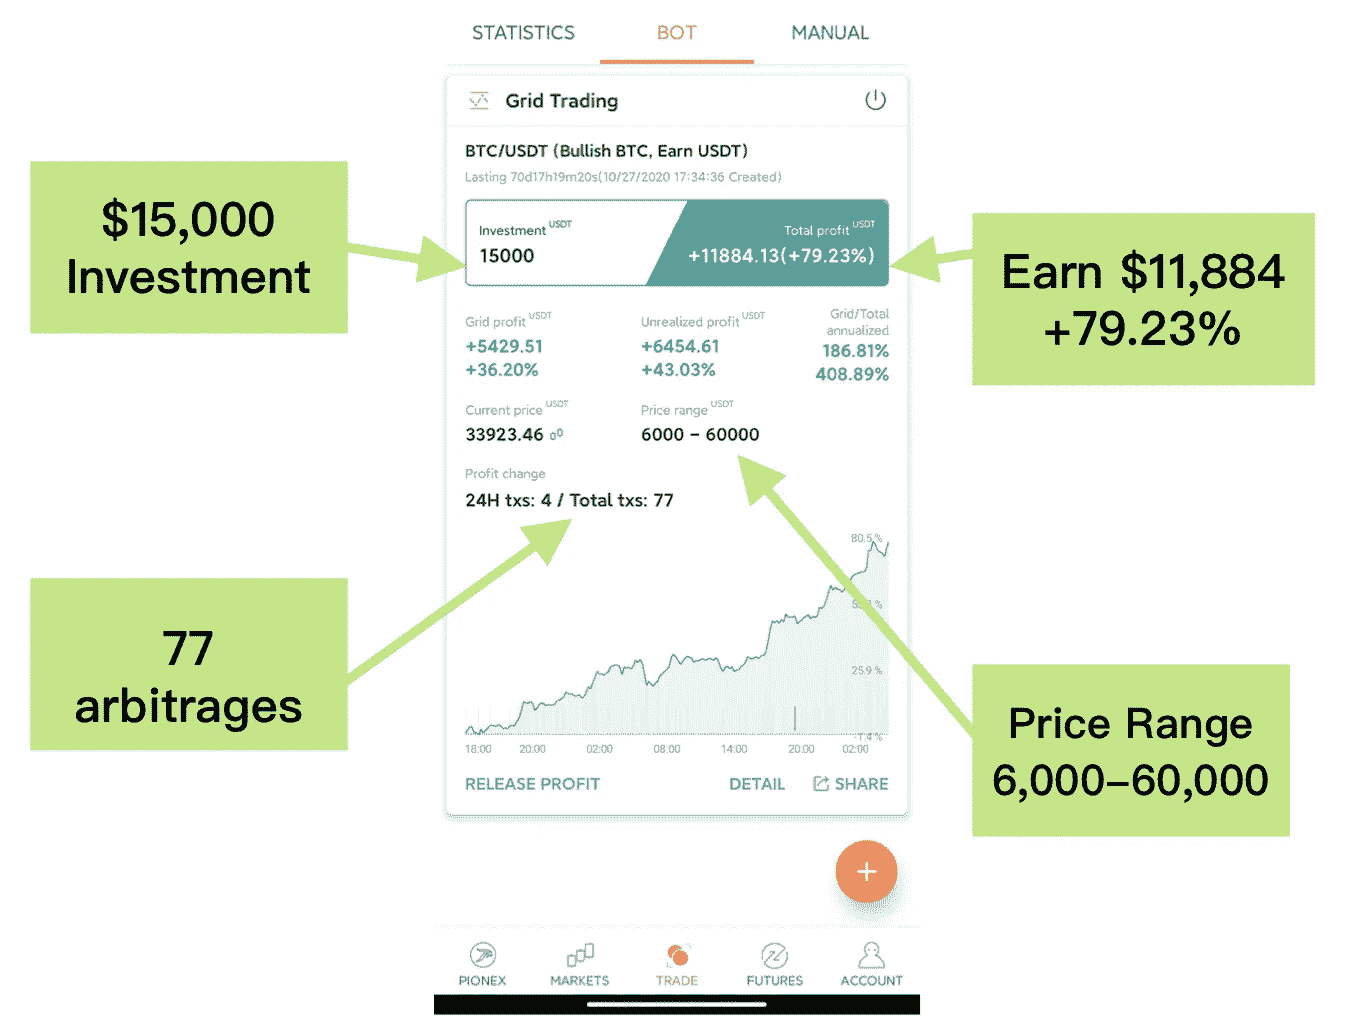 STATISTICS BOT MANUAL
Grid Trading
BTC/USDT (Bullish BTC, Earn USDT)
Lasting 70d17h19m20s(10/27/2020 17:34:36 Created)
$15,000
Investment
Investment USDT
15000
Total profit USDT
+11884.13(+79.23%)
Earn $11,884
+79.23%
Grid profit USDT
+5429.51
+36.20%
Unrealized profit USDT
+6454.61
+43.03%
Grid/Total
annualized
186.81%
408.89%
Current price USDT
33923.46
Price range USDT
6000 – 60000
Profit change
24H txs: 4 / Total txs: 77
77
arbitrages
Price Range
6,000–60,000
80.5 %
25.9 %
-1.4 %
18:00 20:00 02:00 08:00 14:00 20:00 02:00
RELEASE PROFIT DETAIL SHARE
PIONEX MARKETS TRADE FUTURES ACCOUNT